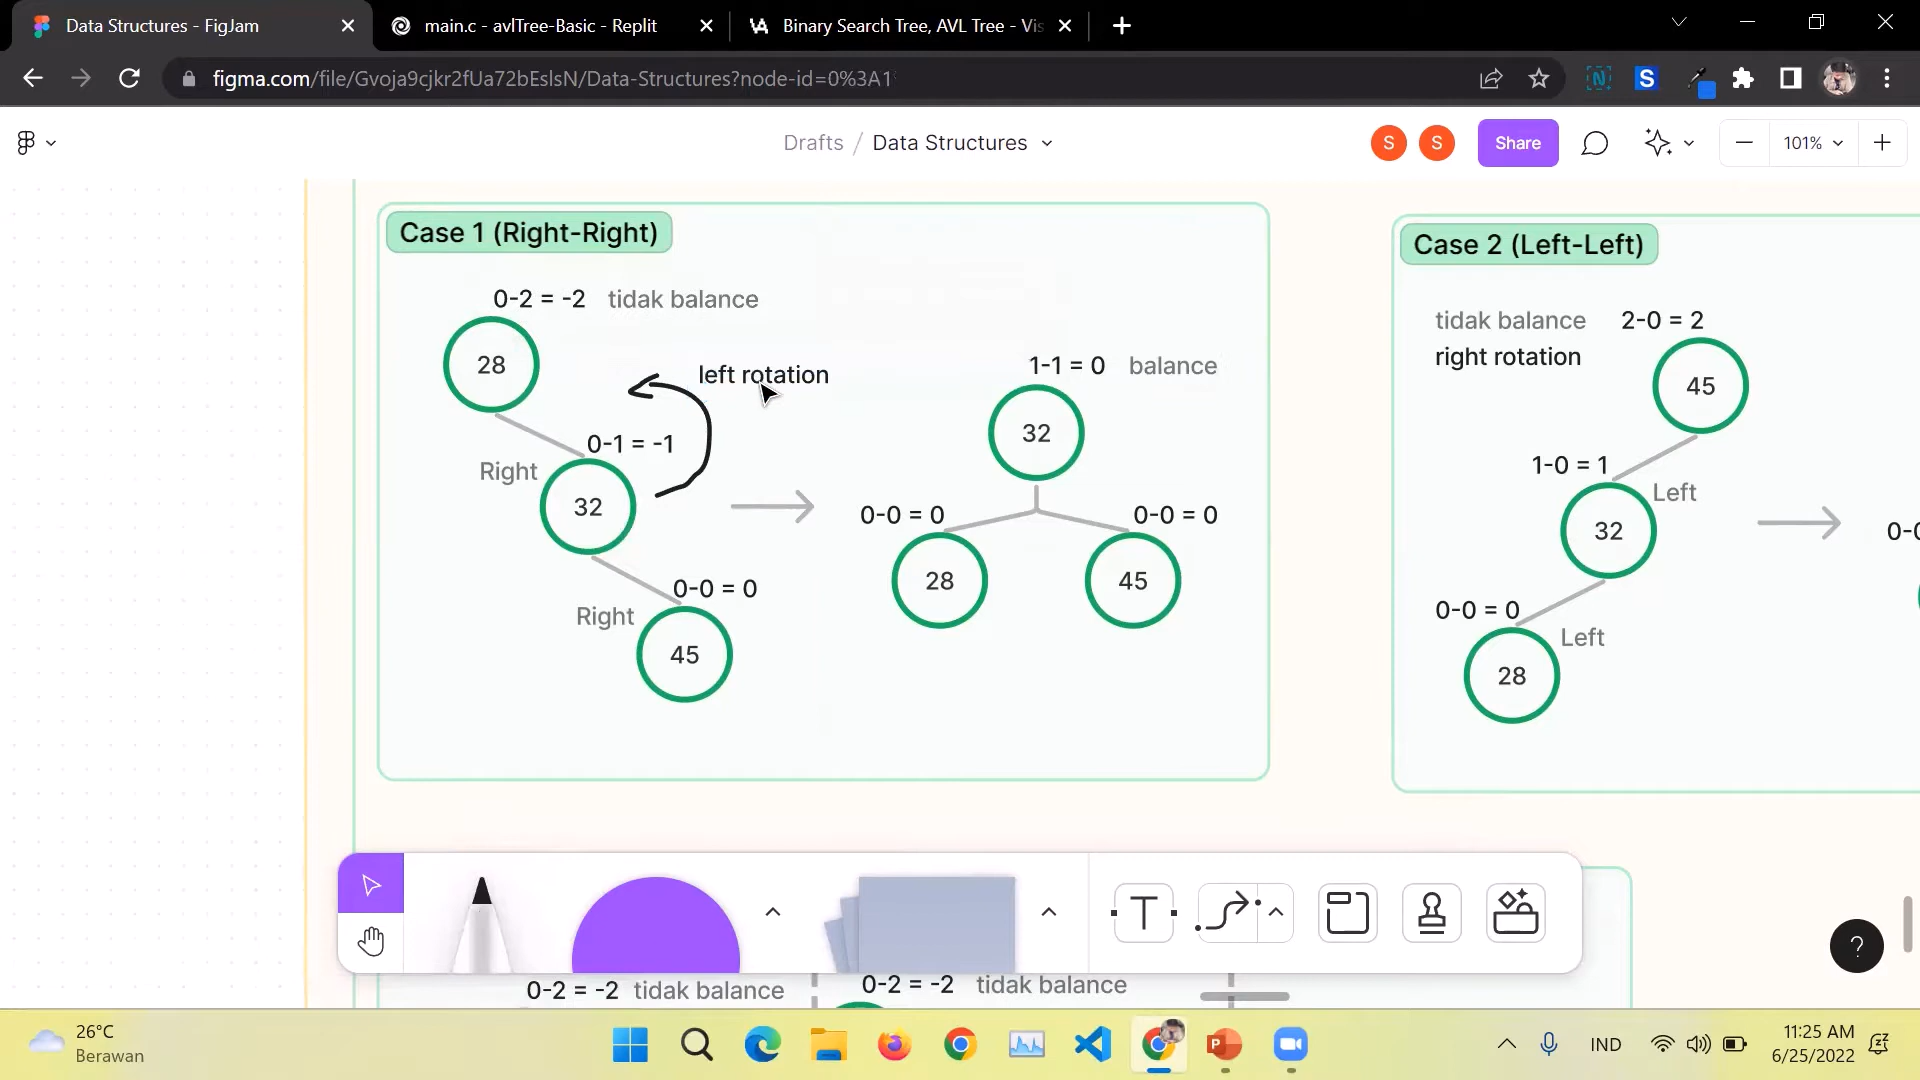 Data Structures - FigJam
main.c - avlTree-Basic - Replit
Binary Search Tree, AVL Tree - Vis
figma.com/file/Gvoja9cjkr2fUa72bEslsN/Data-Structures?node-id=0%3A1
Drafts / Data Structures
S
S
Share
101%
Case 1 (Right-Right)
0-2 = -2 tidak balance
28
left rotation
0-1 = -1
Right
32
0-0 = 0
Right
45
1-1 = 0 balance
32
0-0 = 0
0-0 = 0
28
45
Case 2 (Left-Left)
tidak balance 2-0 = 2
right rotation
45
1-0 = 1
Left
32
0-0 = 0
Left
28
T
?
0-2 = -2 tidak balance
0-2 = -2 tidak balance
26°C
Berawan
IND
11:25 AM
6/25/2022